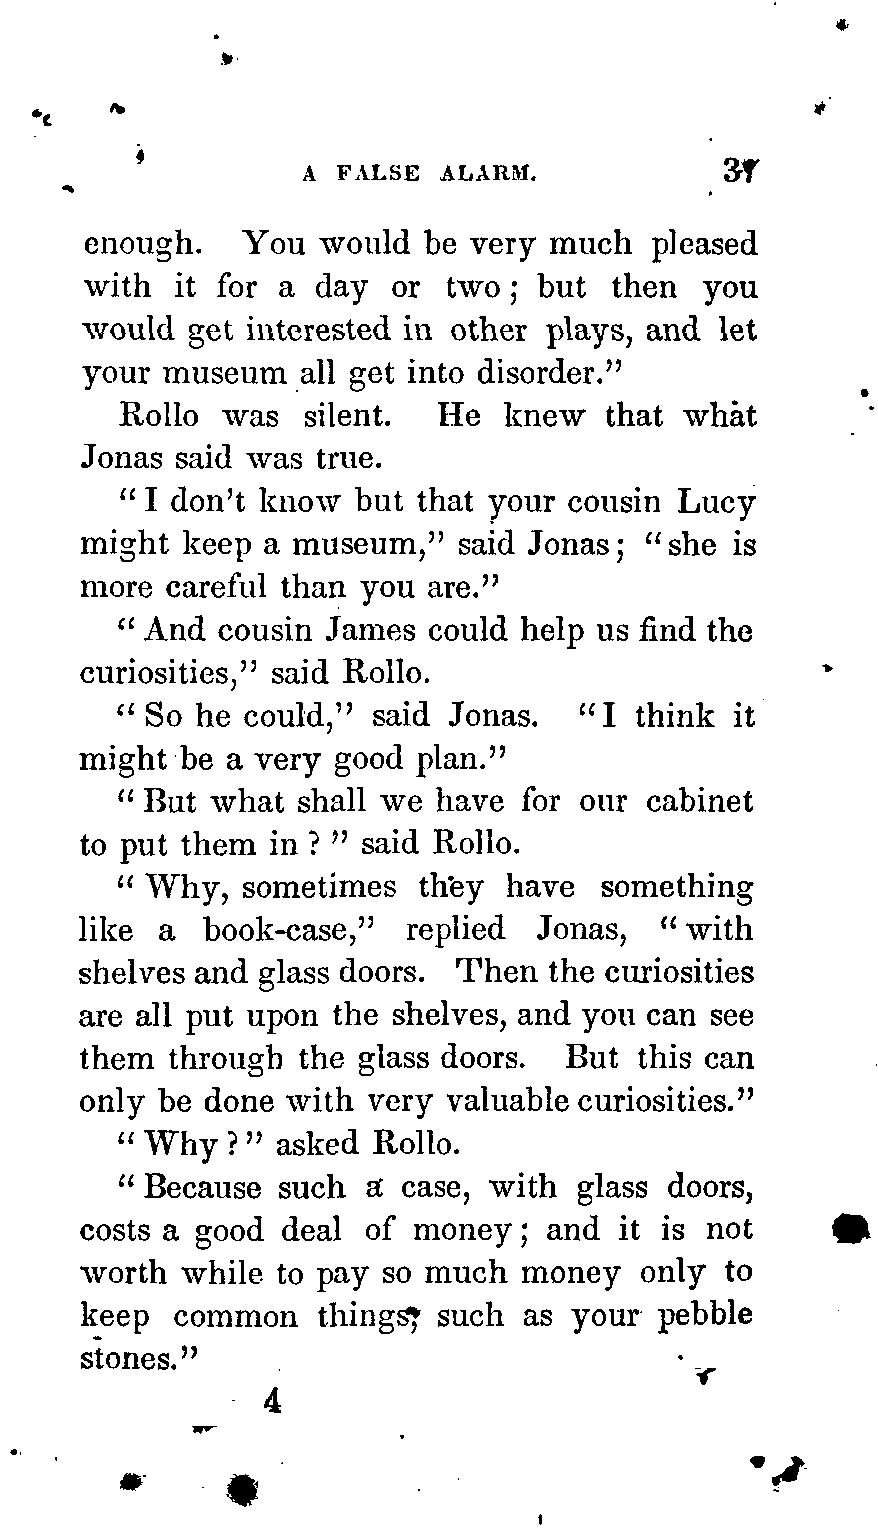 A FALSE ALARM. 37
enough. You would be very much pleased
with it for a day or two; but then you
would get interested in other plays, and let
your museum all get into disorder.”
Rollo was silent. He knew that what
Jonas said was true.
“I don’t know but that your cousin Lucy
might keep a museum,” said Jonas; “she is
more careful than you are.”
“And cousin James could help us find the
curiosities,” said Rollo.
“So he could,” said Jonas. “I think it
might be a very good plan.”
“But what shall we have for our cabinet
to put them in?” said Rollo.
“Why, sometimes they have something
like a book-case,” replied Jonas, “with
shelves and glass doors. Then the curiosities
are all put upon the shelves, and you can see
them through the glass doors. But this can
only be done with very valuable curiosities.”
“Why?” asked Rollo.
“Because such a case, with glass doors,
costs a good deal of money; and it is not
worth while to pay so much money only to
keep common things, such as your pebble
stones.”
4